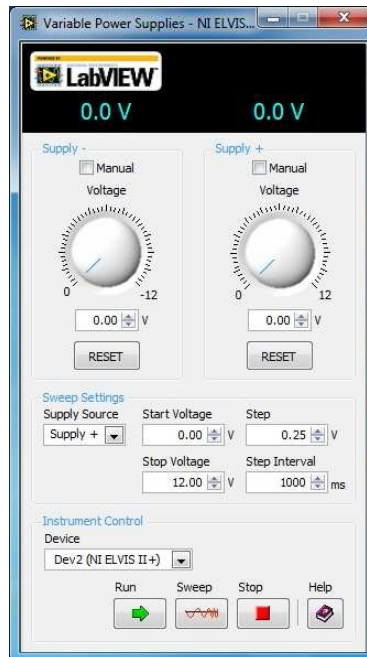 Variable Power Supplies - NI ELVIS...
LabVIEW
0.0 V 0.0 V
Supply - Supply +
Manual Manual
Voltage Voltage
0 -12 0 12
0.00 V 0.00 V
RESET RESET
Sweep Settings
Supply Source Start Voltage Step
Supply + 0.00 V 0.25 V
Stop Voltage Step Interval
12.00 V 1000 ms
Instrument Control
Device
Dev2 (NI ELVIS II+)
Run Sweep Stop Help